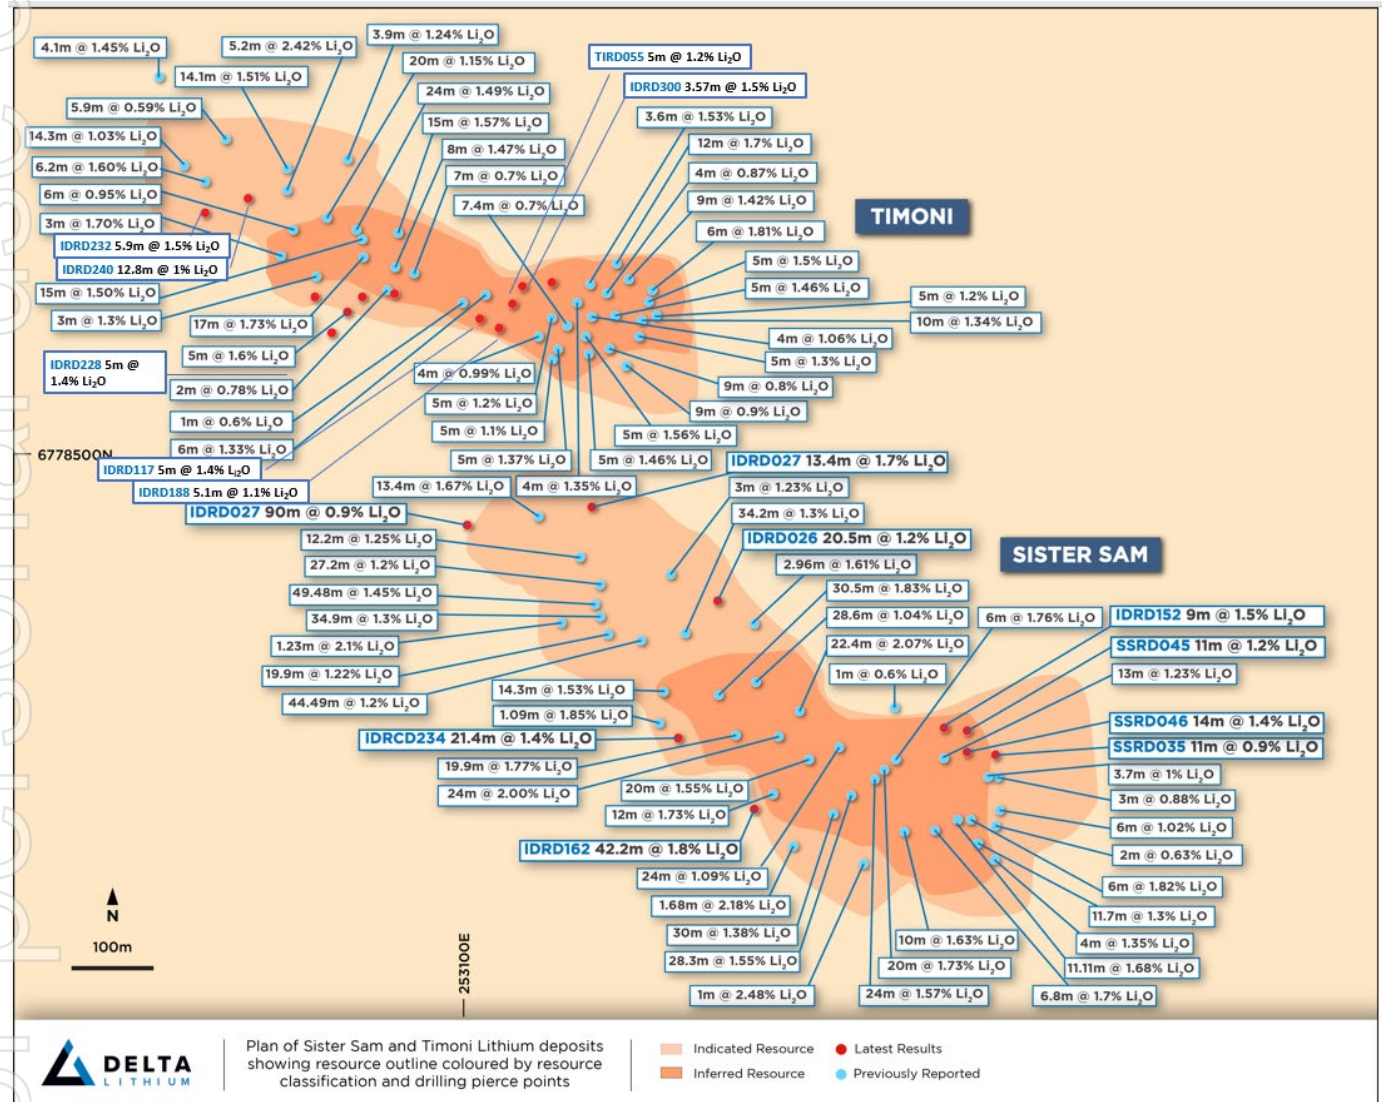 4.1m @ 1.45% Li₂O
5.2m @ 2.42% Li₂O
3.9m @ 1.24% Li₂O
14.1m @ 1.51% Li₂O
20m @ 1.15% Li₂O
5.9m @ 0.59% Li₂O
24m @ 1.49% Li₂O
14.3m @ 1.03% Li₂O
15m @ 1.57% Li₂O
6.2m @ 1.60% Li₂O
8m @ 1.47% Li₂O
6m @ 0.95% Li₂O
7m @ 0.7% Li₂O
3m @ 1.70% Li₂O
7.4m @ 0.7% Li₂O
IDRD232 5.9m @ 1.5% Li₂O
IDRD240 12.8m @ 1% Li₂O
15m @ 1.50% Li₂O
3m @ 1.3% Li₂O
17m @ 1.73% Li₂O
5m @ 1.6% Li₂O
IDRD228 5m @
1.4% Li₂O
2m @ 0.78% Li₂O
1m @ 0.6% Li₂O
6m @ 1.33% Li₂O
6778500N
IDRD117 5m @ 1.4% Li₂O
IDRD188 5.1m @ 1.1% Li₂O
TIRD055 5m @ 1.2% Li₂O
IDRD300 3.57m @ 1.5% Li₂O
3.6m @ 1.53% Li₂O
12m @ 1.7% Li₂O
4m @ 0.87% Li₂O
9m @ 1.42% Li₂O
6m @ 1.81% Li₂O
TIMONI
5m @ 1.5% Li₂O
5m @ 1.46% Li₂O
5m @ 1.2% Li₂O
10m @ 1.34% Li₂O
4m @ 1.06% Li₂O
5m @ 1.3% Li₂O
9m @ 0.8% Li₂O
9m @ 0.9% Li₂O
4m @ 0.99% Li₂O
5m @ 1.2% Li₂O
5m @ 1.1% Li₂O
5m @ 1.56% Li₂O
5m @ 1.37% Li₂O
5m @ 1.46% Li₂O
13.4m @ 1.67% Li₂O
4m @ 1.35% Li₂O
IDRD027 13.4m @ 1.7% Li₂O
3m @ 1.23% Li₂O
IDRD027 90m @ 0.9% Li₂O
34.2m @ 1.3% Li₂O
12.2m @ 1.25% Li₂O
IDRD026 20.5m @ 1.2% Li₂O
SISTER SAM
27.2m @ 1.2% Li₂O
2.96m @ 1.61% Li₂O
49.48m @ 1.45% Li₂O
30.5m @ 1.83% Li₂O
34.9m @ 1.3% Li₂O
28.6m @ 1.04% Li₂O
6m @ 1.76% Li₂O
IDRD152 9m @ 1.5% Li₂O
1.23m @ 2.1% Li₂O
22.4m @ 2.07% Li₂O
SSRD045 11m @ 1.2% Li₂O
19.9m @ 1.22% Li₂O
1m @ 0.6% Li₂O
13m @ 1.23% Li₂O
44.49m @ 1.2% Li₂O
14.3m @ 1.53% Li₂O
1.09m @ 1.85% Li₂O
SSRD046 14m @ 1.4% Li₂O
IDRCD234 21.4m @ 1.4% Li₂O
SSRD035 11m @ 0.9% Li₂O
19.9m @ 1.77% Li₂O
3.7m @ 1% Li₂O
24m @ 2.00% Li₂O
20m @ 1.55% Li₂O
3m @ 0.88% Li₂O
12m @ 1.73% Li₂O
6m @ 1.02% Li₂O
IDRD162 42.2m @ 1.8% Li₂O
2m @ 0.63% Li₂O
24m @ 1.09% Li₂O
6m @ 1.82% Li₂O
1.68m @ 2.18% Li₂O
11.7m @ 1.3% Li₂O
30m @ 1.38% Li₂O
10m @ 1.63% Li₂O
4m @ 1.35% Li₂O
28.3m @ 1.55% Li₂O
20m @ 1.73% Li₂O
11.11m @ 1.68% Li₂O
1m @ 2.48% Li₂O
24m @ 1.57% Li₂O
6.8m @ 1.7% Li₂O
N
100m
253100E
DELTA
LITHIUM
Plan of Sister Sam and Timoni Lithium deposits
showing resource outline coloured by resource
classification and drilling pierce points
Indicated Resource
Latest Results
Inferred Resource
Previously Reported